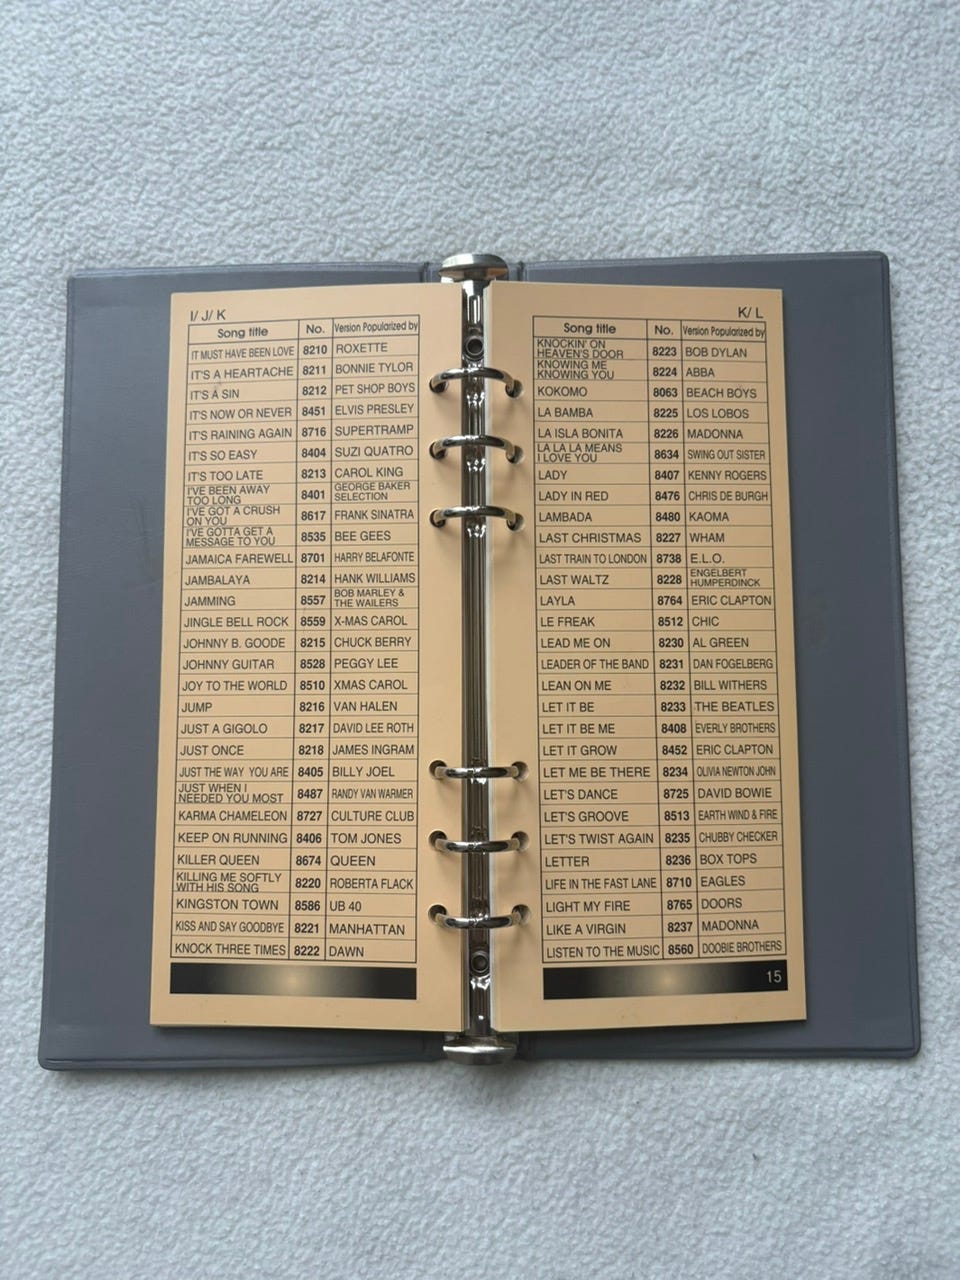 I/ J/ K
Song title No. Version Popularized by
IT MUST HAVE BEEN LOVE 8210 ROXETTE
IT'S A HEARTACHE 8211 BONNIE TYLOR
IT'S A SIN 8212 PET SHOP BOYS
IT'S NOW OR NEVER 8451 ELVIS PRESLEY
IT'S RAINING AGAIN 8716 SUPERTRAMP
IT'S SO EASY 8404 SUZI QUATRO
IT'S TOO LATE 8213 CAROL KING
I'VE BEEN AWAY TOO LONG 8401 GEORGE BAKER SELECTION
I'VE GOT A CRUSH ON YOU 8617 FRANK SINATRA
I'VE GOTTA GET A MESSAGE TO YOU 8535 BEE GEES
JAMAICA FAREWELL 8701 HARRY BELAFONTE
JAMBALAYA 8214 HANK WILLIAMS
JAMMING 8557 BOB MARLEY & THE WAILERS
JINGLE BELL ROCK 8559 X-MAS CAROL
JOHNNY B. GOODE 8215 CHUCK BERRY
JOHNNY GUITAR 8528 PEGGY LEE
JOY TO THE WORLD 8510 XMAS CAROL
JUMP 8216 VAN HALEN
JUST A GIGOLO 8217 DAVID LEE ROTH
JUST ONCE 8218 JAMES INGRAM
JUST THE WAY YOU ARE 8405 BILLY JOEL
JUST WHEN I NEEDED YOU MOST 8487 RANDY VAN WARMER
KARMA CHAMELEON 8727 CULTURE CLUB
KEEP ON RUNNING 8406 TOM JONES
KILLER QUEEN 8674 QUEEN
KILLING ME SOFTLY WITH HIS SONG 8220 ROBERTA FLACK
KINGSTON TOWN 8586 UB 40
KISS AND SAY GOODBYE 8221 MANHATTAN
KNOCK THREE TIMES 8222 DAWN
K/ L
Song title No. Version Popularized by
KNOCKIN' ON HEAVEN'S DOOR 8223 BOB DYLAN
KNOWING ME KNOWING YOU 8224 ABBA
KOKOMO 8063 BEACH BOYS
LA BAMBA 8225 LOS LOBOS
LA ISLA BONITA 8226 MADONNA
LA LA LA MEANS I LOVE YOU 8634 SWING OUT SISTER
LADY 8407 KENNY ROGERS
LADY IN RED 8476 CHRIS DE BURGH
LAMBADA 8480 KAOMA
LAST CHRISTMAS 8227 WHAM
LAST TRAIN TO LONDON 8738 E.L.O.
LAST WALTZ 8228 ENGELBERT HUMPERDINCK
LAYLA 8764 ERIC CLAPTON
LE FREAK 8512 CHIC
LEAD ME ON 8230 AL GREEN
LEADER OF THE BAND 8231 DAN FOGELBERG
LEAN ON ME 8232 BILL WITHERS
LET IT BE 8233 THE BEATLES
LET IT BE ME 8408 EVERLY BROTHERS
LET IT GROW 8452 ERIC CLAPTON
LET ME BE THERE 8234 OLIVIA NEWTON JOHN
LET'S DANCE 8725 DAVID BOWIE
LET'S GROOVE 8513 EARTH WIND & FIRE
LET'S TWIST AGAIN 8235 CHUBBY CHECKER
LETTER 8236 BOX TOPS
LIFE IN THE FAST LANE 8710 EAGLES
LIGHT MY FIRE 8765 DOORS
LIKE A VIRGIN 8237 MADONNA
LISTEN TO THE MUSIC 8560 DOOBIE BROTHERS
15